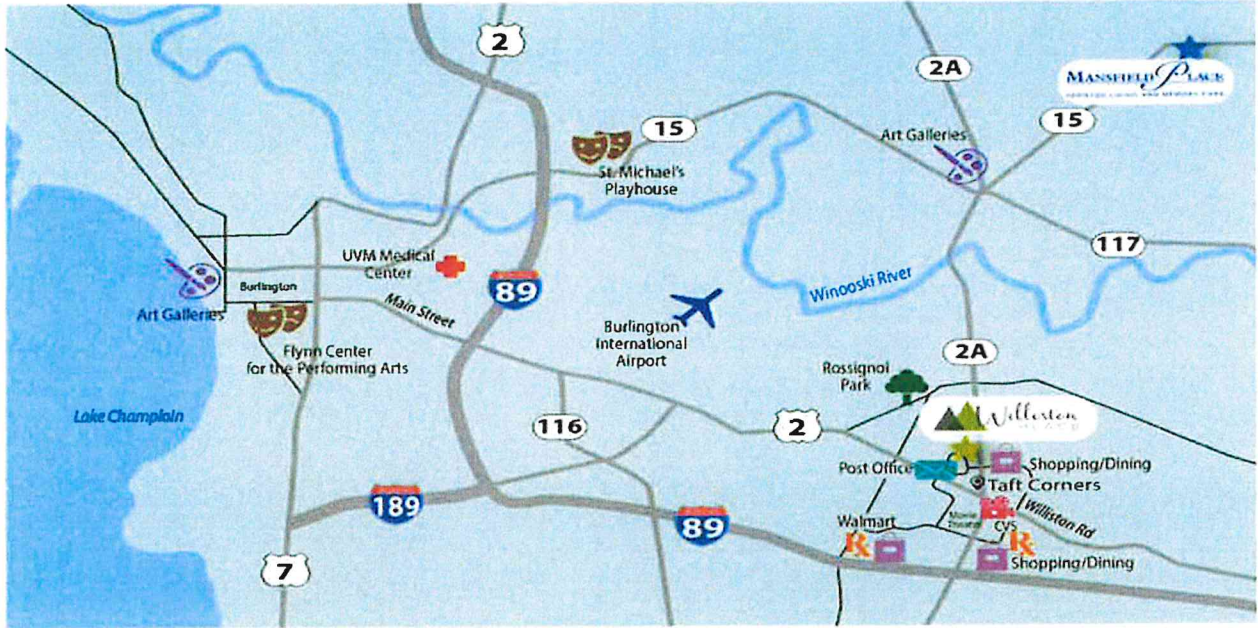 2
2A
MANSFIELD PLACE
15
15
Art Galleries
St. Michael's
Playhouse
117
UVM Medical
Center
89
Winooski River
Burlington
Main Street
Art Galleries
Burlington
International
Airport
Flynn Center
for the Performing Arts
2A
Rossignol
Park
Lake Champlain
116
2
Post Office
Shopping/Dining
Taft Corners
189
89
Walmart
Movie
Theater
CVS
Williston Rd
Rx
Rx
7
Shopping/Dining